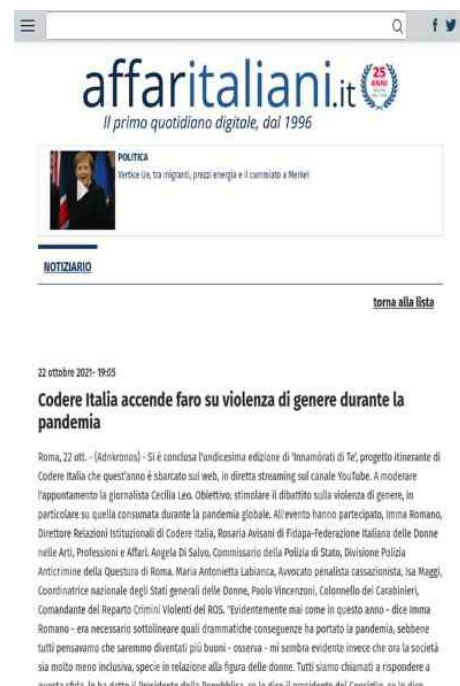 affaritaliani.it
25
ANNI
Il primo quotidiano digitale, dal 1996
POLITICA
Vertice Ue, tra migranti, prezzi energia e il commiato a Merkel
NOTIZIARIO
torna alla lista
22 ottobre 2021- 19:05
Codere Italia accende faro su violenza di genere durante la
pandemia
Roma, 22 ott. - (Adnkronos) - Si è conclusa l'undicesima edizione di 'Innamòrati di Te', progetto itinerante di
Codere Italia che quest'anno è sbarcato sul web, in diretta streaming sul canale YouTube. A moderare
l'appuntamento la giornalista Cecilia Leo. Obiettivo: stimolare il dibattito sulla violenza di genere, in
particolare su quella consumata durante la pandemia globale. All'evento hanno partecipato, Imma Romano,
Direttore Relazioni Istituzionali di Codere Italia, Rosaria Avisani di Fidapa-Federazione Italiana delle Donne
nelle Arti, Professioni e Affari. Angela Di Salvo, Commissario della Polizia di Stato, Divisione Polizia
Anticrimine della Questura di Roma. Maria Antonietta Labianca, Avvocato penalista cassazionista, Isa Maggi,
Coordinatrice nazionale degli Stati generali delle Donne, Paolo Vincenzoni, Colonnello dei Carabinieri,
Comandante del Reparto Crimini Violenti del ROS. "Evidentemente mai come in questo anno - dice Imma
Romano - era necessario sottolineare quali drammatiche conseguenze ha portato la pandemia, sebbene
tutti pensavamo che saremmo diventati più buoni - osserva - mi sembra evidente invece che ora la società
sia molto meno inclusiva, specie in relazione alla figura delle donne. Tutti siamo chiamati a rispondere a
questa sfida, lo ha detto il Presidente della Repubblica, ce lo dice il presidente del Consiglio, ce lo dice